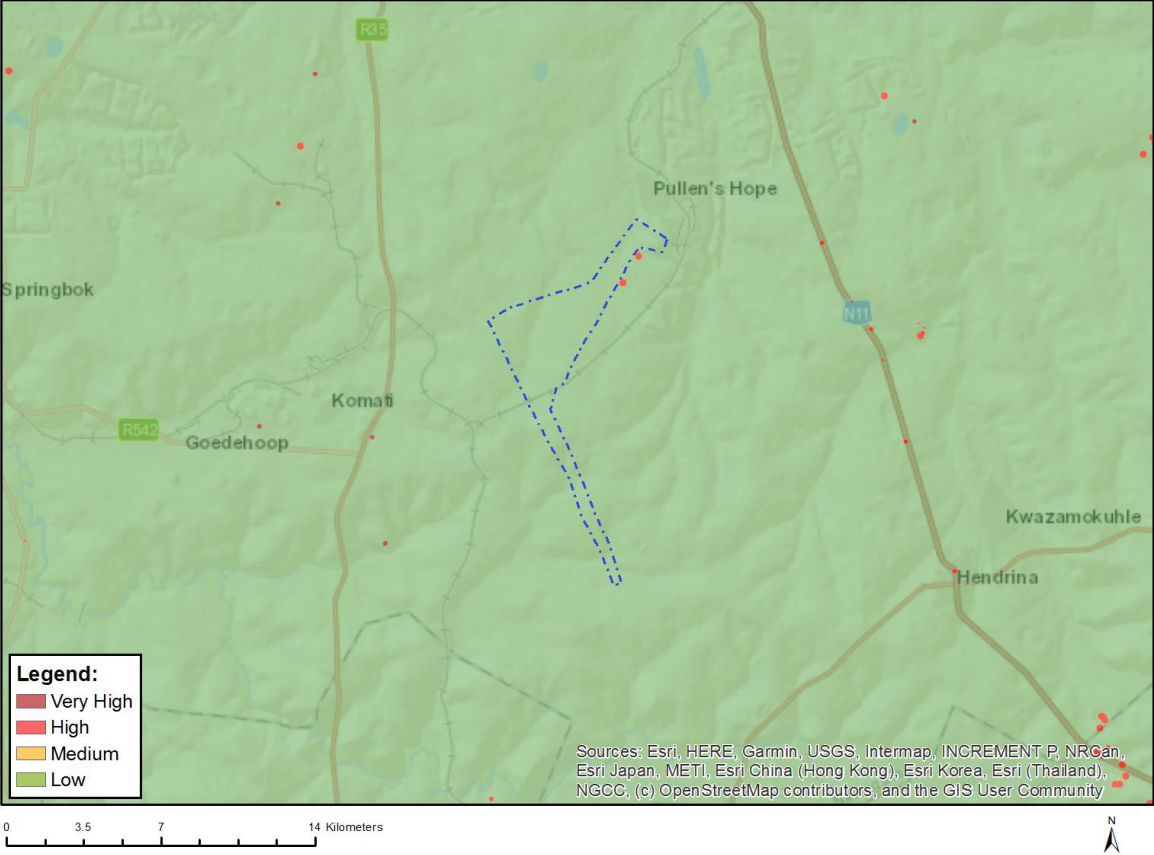 R35
Pullen's Hope
Springbok
N11
Komati
R542
Goedehoop
Kwazamokuhle
Hendrina
Legend:
Very High
High
Medium
Low
Sources: Esri, HERE, Garmin, USGS, Intermap, INCREMENT P, NRCan,
Esri Japan, METI, Esri China (Hong Kong), Esri Korea, Esri (Thailand),
NGCC, (c) OpenStreetMap contributors, and the GIS User Community
0 3.5 7 14 Kilometers
N